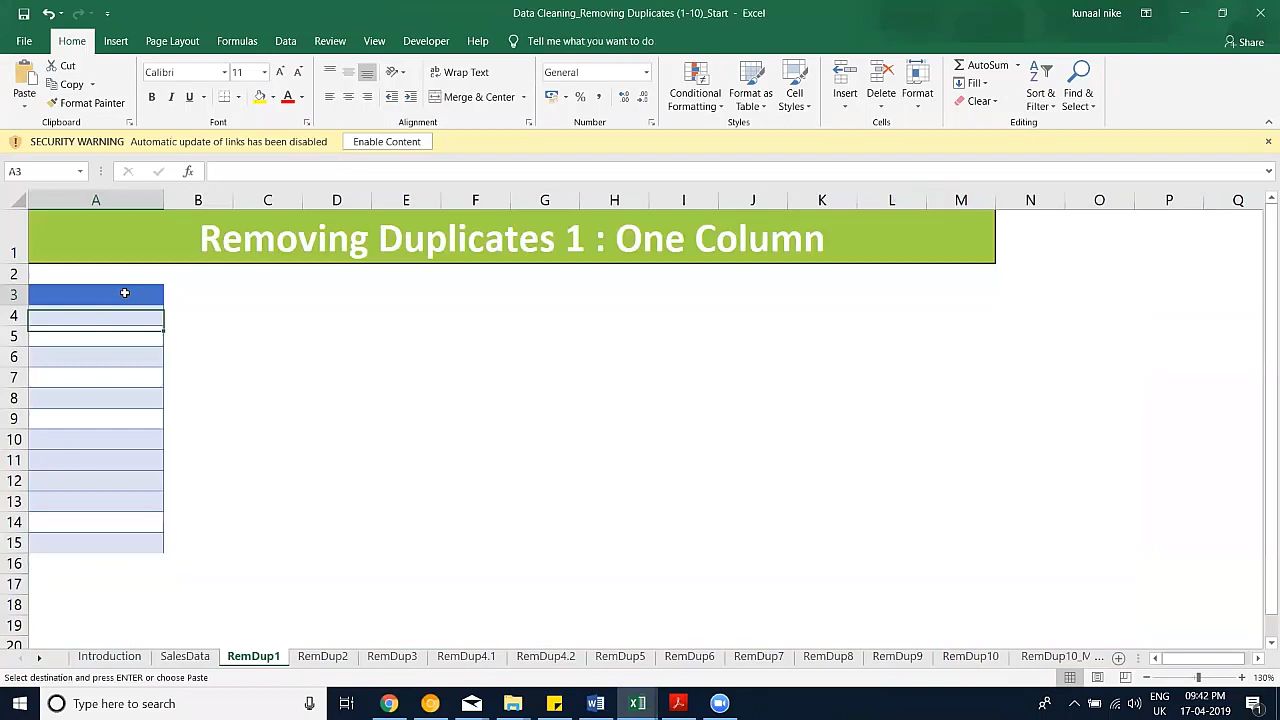 Data Cleaning_Removing Duplicates (1-10)_Start - Excel
kunaal nike
File Home Insert Page Layout Formulas Data Review View Developer Help Tell me what you want to do Share
Paste
Cut
Copy
Format Painter
Clipboard
Calibri 11
B I U
Font
Wrap Text
Merge & Center
Alignment
General
Number
Conditional Formatting
Format as Table
Cell Styles
Styles
Insert Delete Format
Cells
AutoSum
Fill
Clear
Sort & Filter
Find & Select
Editing
SECURITY WARNING Automatic update of links has been disabled Enable Content
A3 fx
A B C D E F G H I J K L M N O P Q
1 Removing Duplicates 1 : One Column
2
3
4
5
6
7
8
9
10
11
12
13
14
15
16
17
18
19
20
Introduction SalesData RemDup1 RemDup2 RemDup3 RemDup4.1 RemDup4.2 RemDup5 RemDup6 RemDup7 RemDup8 RemDup9 RemDup10 RemDup10_M ...
Select destination and press ENTER or choose Paste 130%
Type here to search
ENG 09:42 PM
UK 17-04-2019